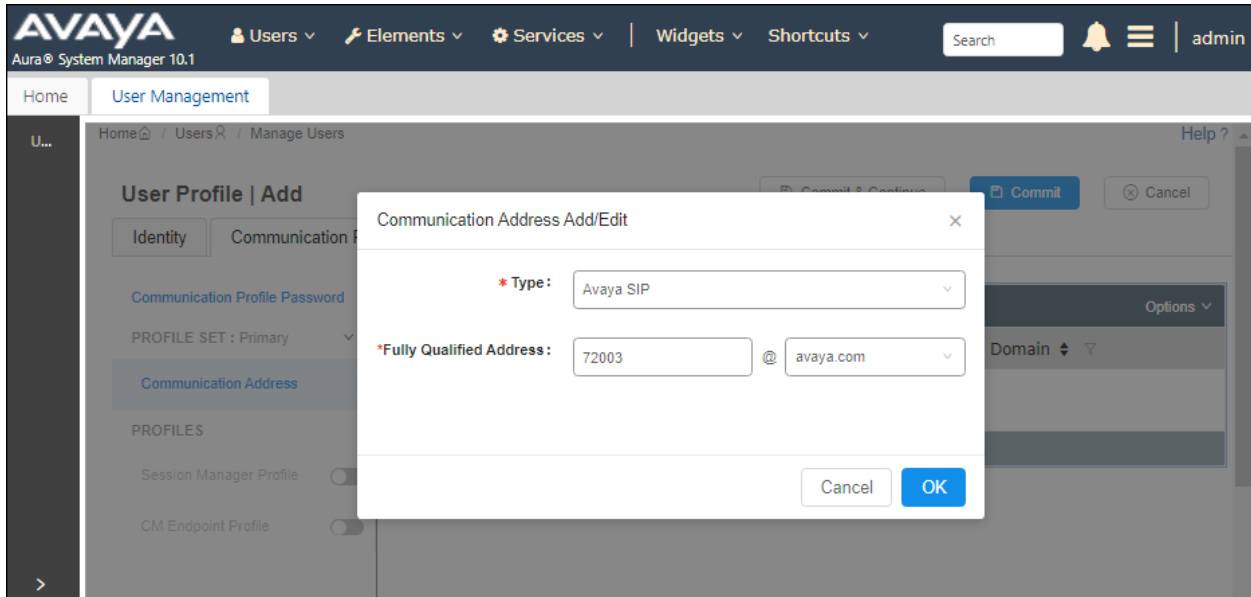 AVAYA
Aura® System Manager 10.1
Users Elements Services | Widgets Shortcuts Search admin
Home User Management
U...
Home / Users / Manage Users Help ?
User Profile | Add Commit & Continue Commit Cancel
Identity Communication
Communication Address Add/Edit
* Type: Avaya SIP
Communication Profile Password Options
PROFILE SET : Primary
*Fully Qualified Address: 72003 @ avaya.com Domain
Communication Address
PROFILES
Session Manager Profile
Cancel OK
CM Endpoint Profile